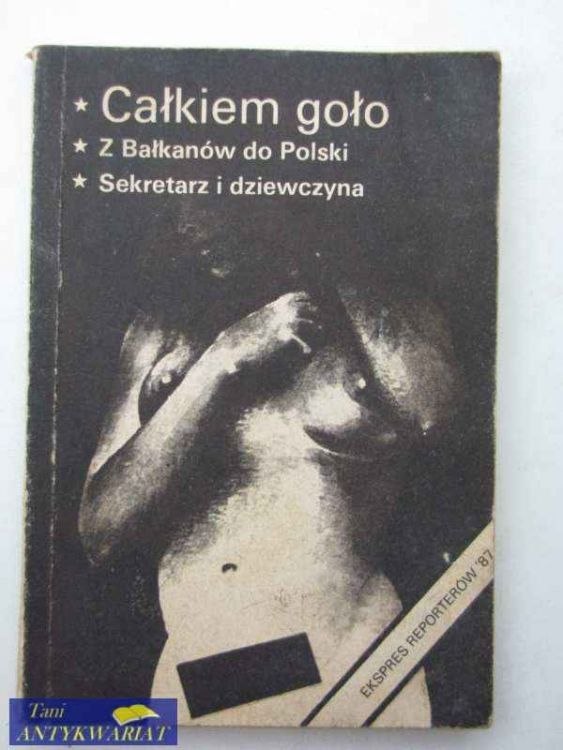 ★ Całkiem goło
★ Z Bałkanów do Polski
★ Sekretarz i dziewczyna
EKSPRES REPORTERÓW '87
Tani
ANTYKWARIAT